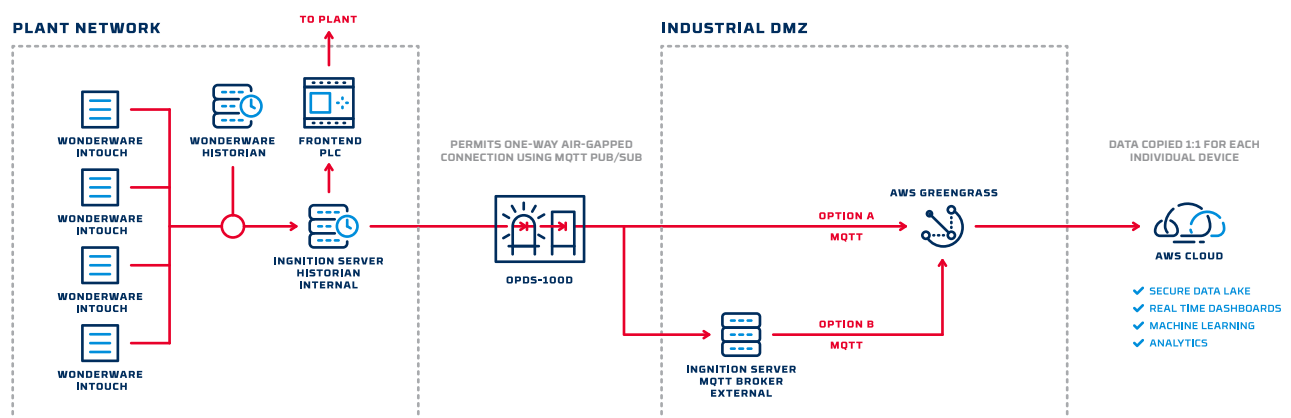 PLANT NETWORK
TO PLANT
INDUSTRIAL DMZ
WONDERWARE
INTOUCH
WONDERWARE
INTOUCH
WONDERWARE
INTOUCH
WONDERWARE
INTOUCH
WONDERWARE
HISTORIAN
FRONTEND
PLC
INGNITION SERVER
HISTORIAN
INTERNAL
PERMITS ONE-WAY AIR-GAPPED
CONNECTION USING MQTT PUB/SUB
OPDS-100D
OPTION A
MQTT
AWS GREENGRASS
OPTION B
MQTT
INGNITION SERVER
MQTT BROKER
EXTERNAL
DATA COPIED 1:1 FOR EACH
INDIVIDUAL DEVICE
AWS CLOUD
SECURE DATA LAKE
REAL TIME DASHBOARDS
MACHINE LEARNING
ANALYTICS